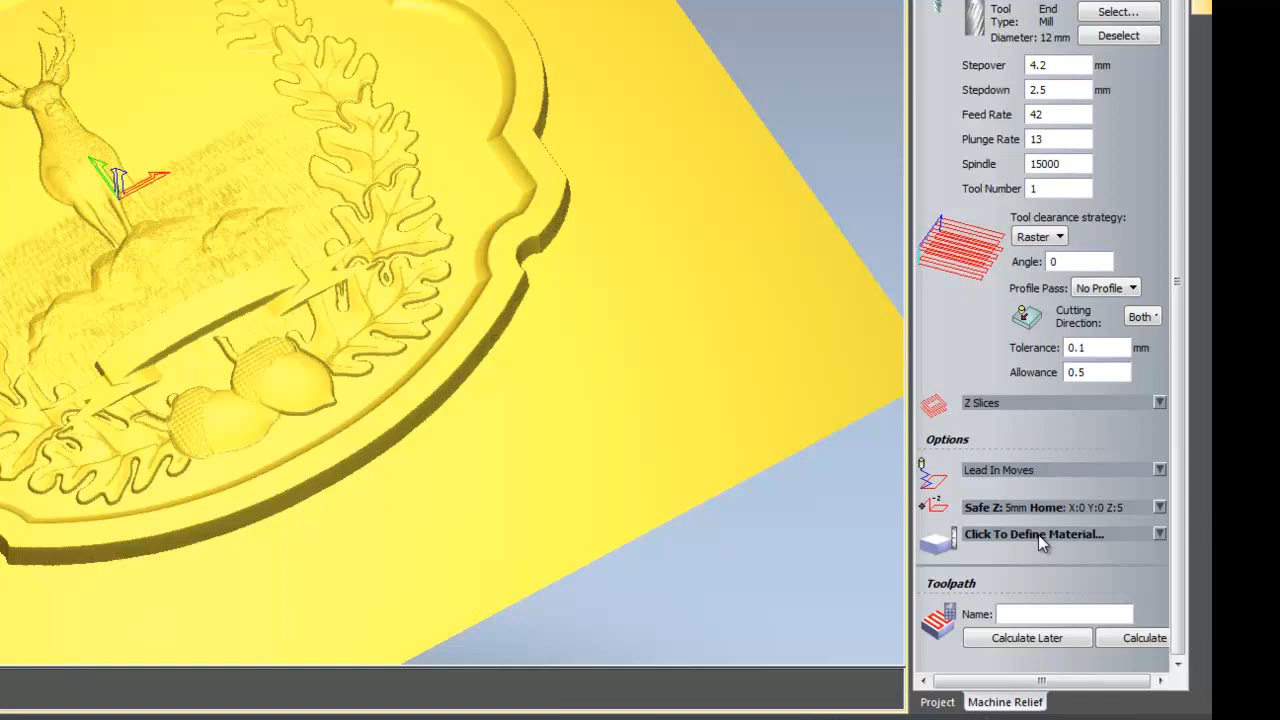 Tool Type: End Mill Select...
Diameter: 12 mm Deselect
Stepover 4.2 mm
Stepdown 2.5 mm
Feed Rate 42
Plunge Rate 13
Spindle 15000
Tool Number 1
Tool clearance strategy:
Raster
Angle: 0
Profile Pass: No Profile
Cutting Direction: Both
Tolerance: 0.1 mm
Allowance 0.5
Z Slices
Options
Lead In Moves
-z
Safe Z: 5mm Home: X:0 Y:0 Z:5
Click To Define Material...
Toolpath
Name:
Calculate Later Calculate
Project Machine Relief